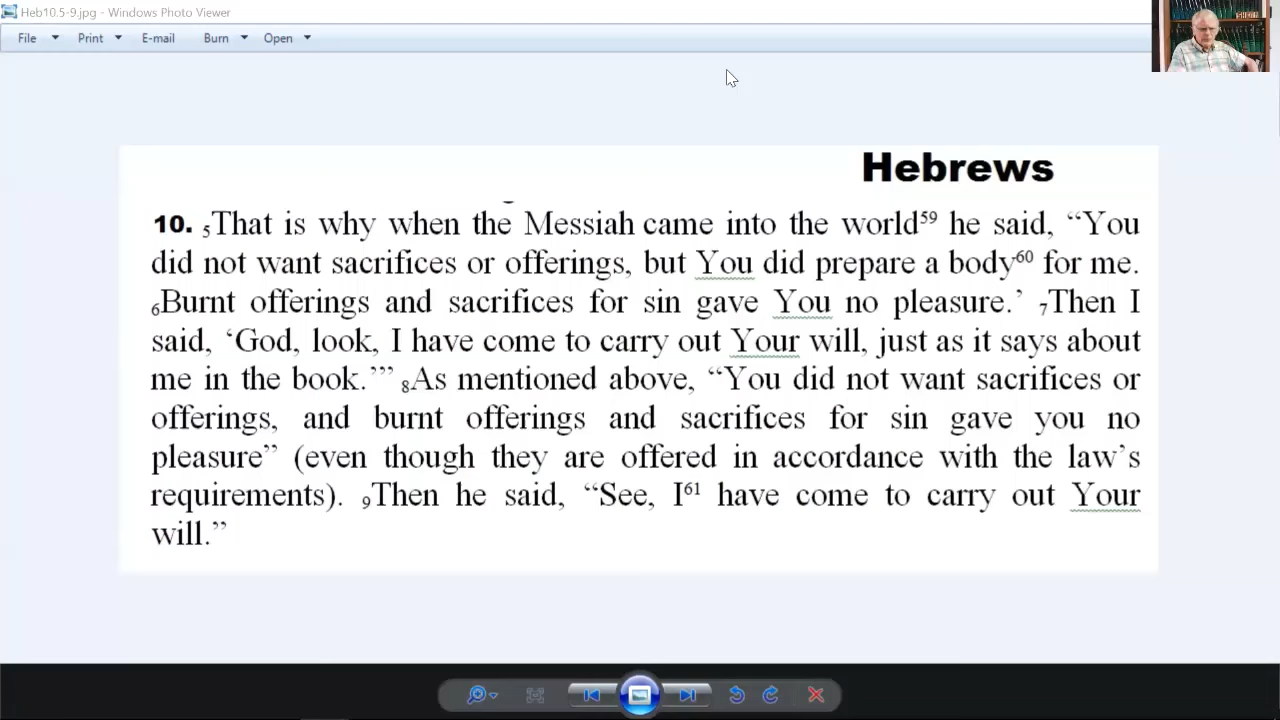 Heb10.5-9.jpg - Windows Photo Viewer
File Print E-mail Burn Open
Hebrews
10. ₅That is why when the Messiah came into the world⁵⁹ he said, “You
did not want sacrifices or offerings, but You did prepare a body⁶⁰ for me.
₆Burnt offerings and sacrifices for sin gave You no pleasure.’ ₇Then I
said, ‘God, look, I have come to carry out Your will, just as it says about
me in the book.’” ₈As mentioned above, “You did not want sacrifices or
offerings, and burnt offerings and sacrifices for sin gave you no
pleasure” (even though they are offered in accordance with the law’s
requirements). ₉Then he said, “See, I⁶¹ have come to carry out Your
will.”